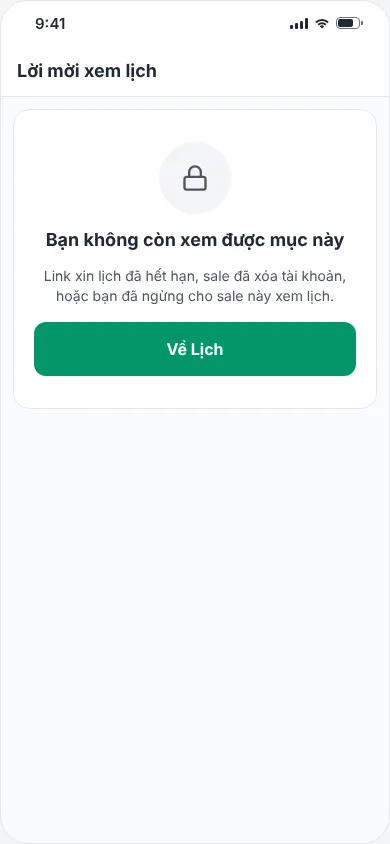 9:41
Lời mời xem lịch
Bạn không còn xem được mục này
Link xin lịch đã hết hạn, sale đã xóa tài khoản,
hoặc bạn đã ngừng cho sale này xem lịch.
Về Lịch